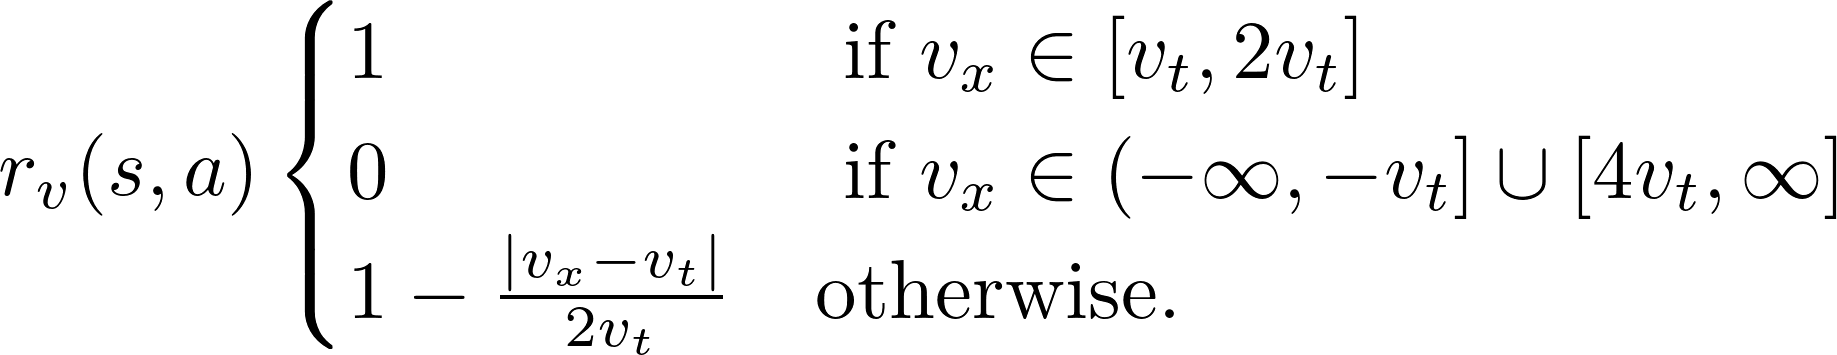 r_v(s, a) { 1 if v_x ∈ [v_t, 2v_t]
0 if v_x ∈ (−∞, −v_t] ∪ [4v_t, ∞]
1 − |v_x−v_t| / 2v_t otherwise.